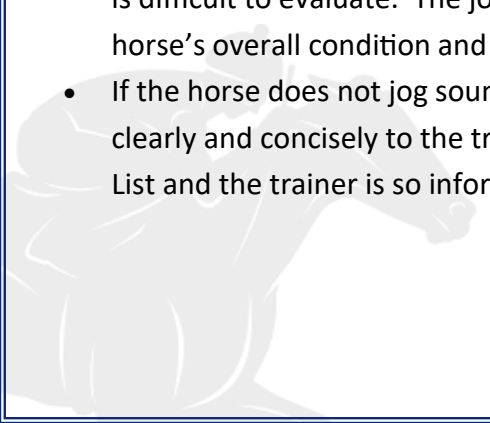 is difficult to evaluate. The jo
horse’s overall condition and
• If the horse does not jog soun
clearly and concisely to the tr
List and the trainer is so infor